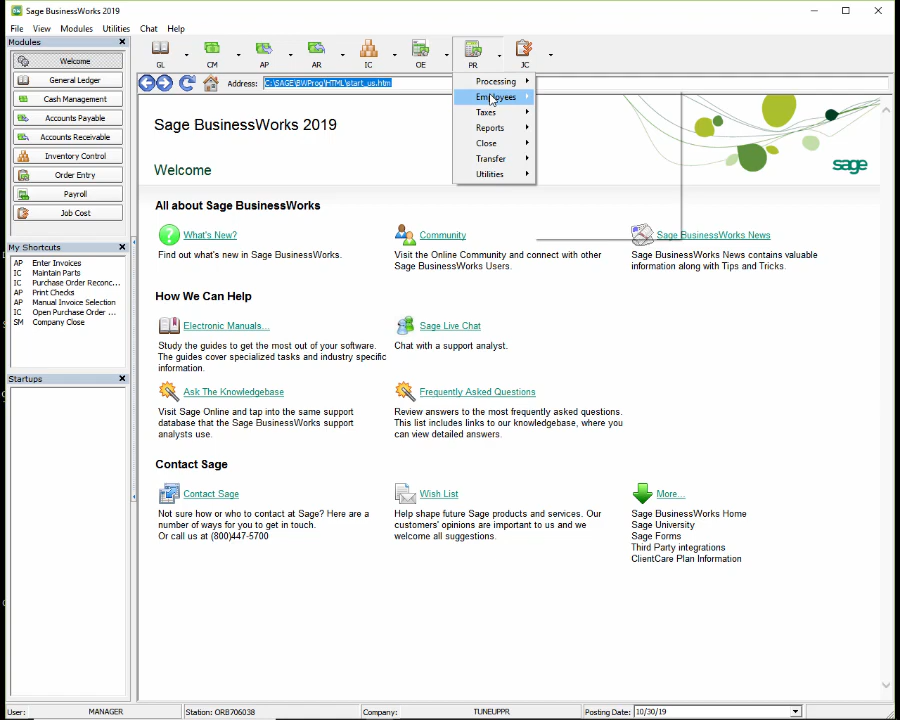 Sage BusinessWorks 2019
File View Modules Utilities Chat Help
Modules
Welcome
General Ledger
Cash Management
Accounts Payable
Accounts Receivable
Inventory Control
Order Entry
Payroll
Job Cost
My Shortcuts
AP Enter Invoices
IC Maintain Parts
IC Purchase Order Reconc...
AP Print Checks
AP Manual Invoice Selection
IC Open Purchase Order ...
SM Company Close
Startups
GL CM AP AR IC OE PR JC
Address: C:\SAGE\BWProg\HTML\start_us.htm
Processing
Employees
Taxes
Reports
Close
Transfer
Utilities
Sage BusinessWorks 2019
sage
Welcome
All about Sage BusinessWorks
What's New?
Find out what's new in Sage BusinessWorks.
Community
Visit the Online Community and connect with other
Sage BusinessWorks Users.
Sage BusinessWorks News
Sage BusinessWorks News contains valuable
information along with Tips and Tricks.
How We Can Help
Electronic Manuals...
Study the guides to get the most out of your software.
The guides cover specialized tasks and industry specific
information.
Sage Live Chat
Chat with a support analyst.
Ask The Knowledgebase
Visit Sage Online and tap into the same support
database that the Sage BusinessWorks support
analysts use.
Frequently Asked Questions
Review answers to the most frequently asked questions.
This list includes links to our knowledgebase, where you
can view detailed answers.
Contact Sage
Contact Sage
Not sure how or who to contact at Sage? Here are a
number of ways for you to get in touch.
Or call us at (800)447-5700
Wish List
Help shape future Sage products and services. Our
customers' opinions are important to us and we
welcome all suggestions.
More...
Sage BusinessWorks Home
Sage University
Sage Forms
Third Party integrations
ClientCare Plan Information
User: MANAGER Station: ORB706038 Company: TUNEUPPR Posting Date: 10/30/19